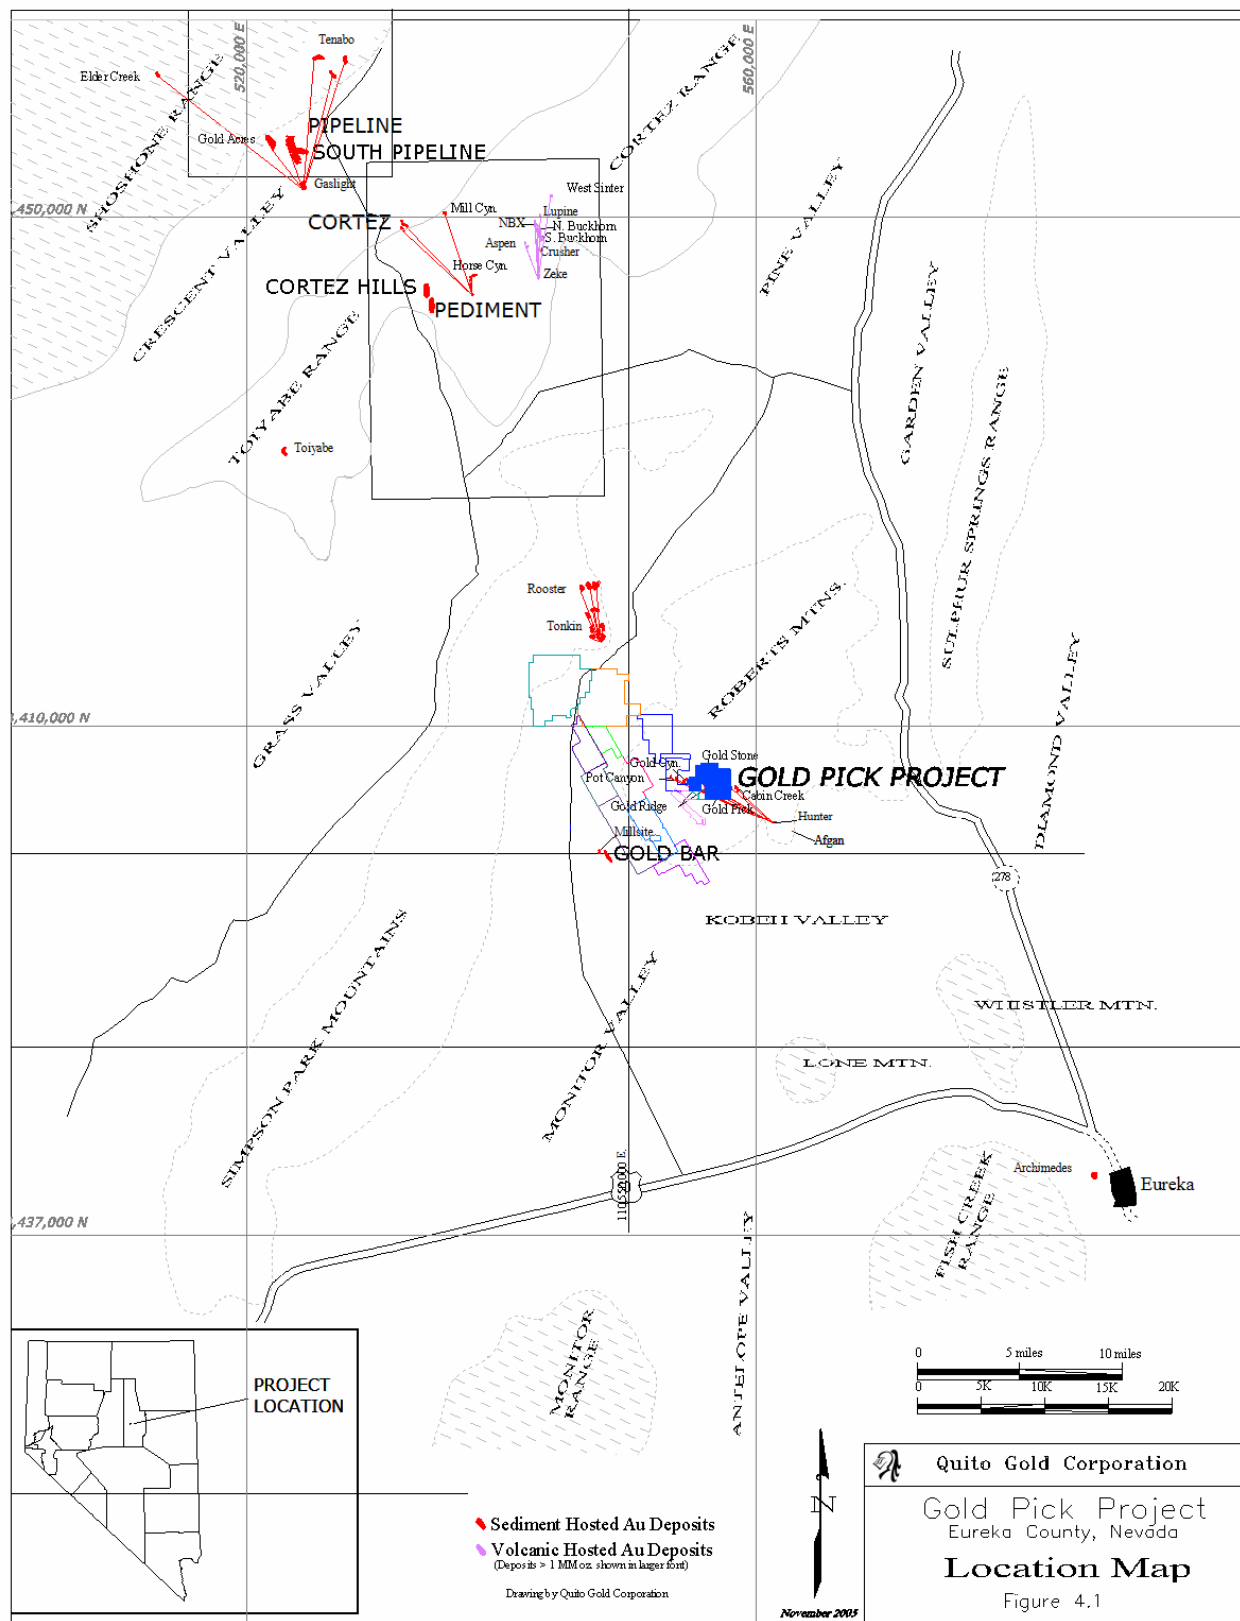 520,000 E
560,000 E
Tenabo
Elder Creek
SHOSHONE RANGE
CORTEZ RANGE
PIPELINE
Gold Acres
SOUTH PIPELINE
Gaslight
West Sinter
,450,000 N
Mill Cyn.
Lupine
CORTEZ
NBX
N. Buckhorn
S. Buckhorn
Aspen
Crusher
Horse Cyn.
Zeke
CRESCENT VALLEY
PINE VALLEY
CORTEZ HILLS
PEDIMENT
GARDEN VALLEY
TOIYABE RANGE
Toiyabe
SULPHUR SPRINGS RANGE
Rooster
Tonkin
ROBERTS MTNS.
GRASS VALLEY
DIAMOND VALLEY
,410,000 N
Gold Stone
Gold Cyn.
Pot Canyon
GOLD PICK PROJECT
Cabin Creek
Gold Ridge
Gold Pick
Hunter
Millsite
Afgan
GOLD BAR
278
KOBEH VALLEY
SIMPSON PARK MOUNTAINS
MONITOR VALLEY
WHISTLER MTN.
LONE MTN.
Archimedes
Eureka
FISH CREEK
RANGE
,437,000 N
ANTELOPE VALLEY
MONITOR
RANGE
PROJECT
LOCATION
0 5 miles 10 miles
0 5K 10K 15K 20K
N
Quito Gold Corporation
Gold Pick Project
Eureka County, Nevada
Location Map
Figure 4.1
Sediment Hosted Au Deposits
Volcanic Hosted Au Deposits
(Deposits > 1 MM oz. shown in larger font)
Drawing by Quito Gold Corporation
November 2005